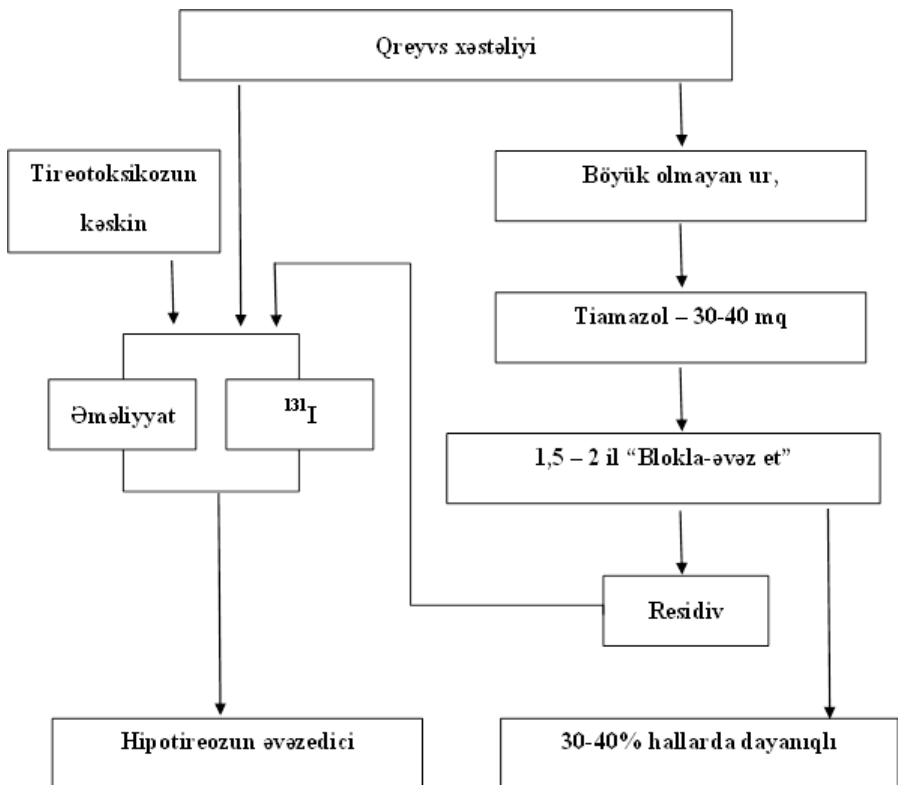 Qreyvs xəstəliyi
Tireotoksikozun
kəskin
Böyük olmayan ur,
Tiamazol – 30-40 mq
Əməliyyat
¹³¹I
1,5 – 2 il “Blokla-əvəz et”
Residiv
Hipotireozun əvəzedici
30-40% hallarda dayanıqlı